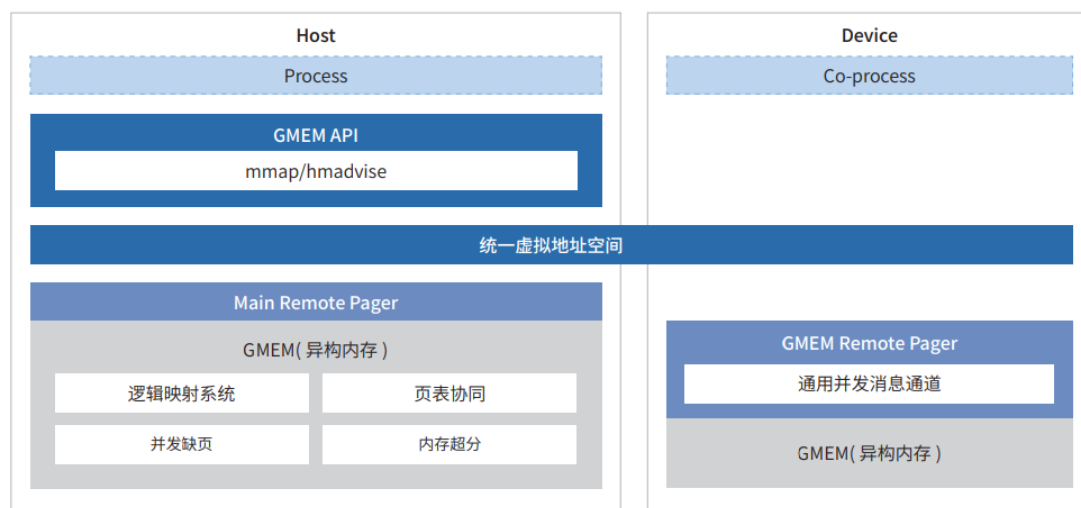 Host
Process
GMEM API
mmap/hmadvise
Device
Co-process
统一虚拟地址空间
Main Remote Pager
GMEM( 异构内存 )
逻辑映射系统
页表协同
并发缺页
内存超分
GMEM Remote Pager
通用并发消息通道
GMEM( 异构内存 )